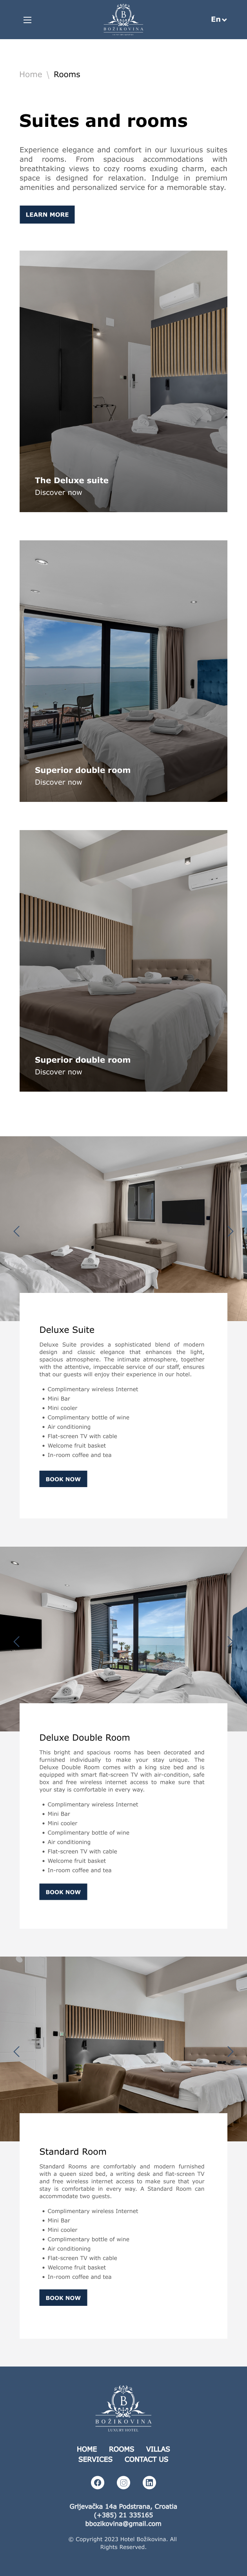 B
BOŽIKOVINA
LUXURY HOTEL
En
Home \ Rooms
Suites and rooms
Experience elegance and comfort in our luxurious suites
and rooms. From spacious accommodations with
breathtaking views to cozy rooms exuding charm, each
space is designed for relaxation. Indulge in premium
amenities and personalized service for a memorable stay.
LEARN MORE
The Deluxe suite
Discover now
Superior double room
Discover now
Superior double room
Discover now
Deluxe Suite
Deluxe Suite provides a sophisticated blend of modern
design and classic elegance that enhances the light,
spacious atmosphere. The intimate atmosphere, together
with the attentive, impeccable service of our staff, ensures
that our guests will enjoy their experience in our hotel.
• Complimentary wireless Internet
• Mini Bar
• Mini cooler
• Complimentary bottle of wine
• Air conditioning
• Flat-screen TV with cable
• Welcome fruit basket
• In-room coffee and tea
BOOK NOW
Deluxe Double Room
This bright and spacious rooms has been decorated and
furnished individually to make your stay unique. The
Deluxe Double Room comes with a king size bed and is
equipped with smart flat-screen TV with air-condition, safe
box and free wireless internet access to make sure that
your stay is comfortable in every way.
• Complimentary wireless Internet
• Mini Bar
• Mini cooler
• Complimentary bottle of wine
• Air conditioning
• Flat-screen TV with cable
• Welcome fruit basket
• In-room coffee and tea
BOOK NOW
Standard Room
Standard Rooms are comfortably and modern furnished
with a queen sized bed, a writing desk and flat-screen TV
and free wireless internet access to make sure that your
stay is comfortable in every way. A Standard Room can
accommodate two guests.
• Complimentary wireless Internet
• Mini Bar
• Mini cooler
• Complimentary bottle of wine
• Air conditioning
• Flat-screen TV with cable
• Welcome fruit basket
• In-room coffee and tea
BOOK NOW
B
BOŽIKOVINA
LUXURY HOTEL
HOME ROOMS VILLAS
SERVICES CONTACT US
Grljevačka 14a Podstrana, Croatia
(+385) 21 335165
bbozikovina@gmail.com
© Copyright 2023 Hotel Božikovina. All
Rights Reserved.